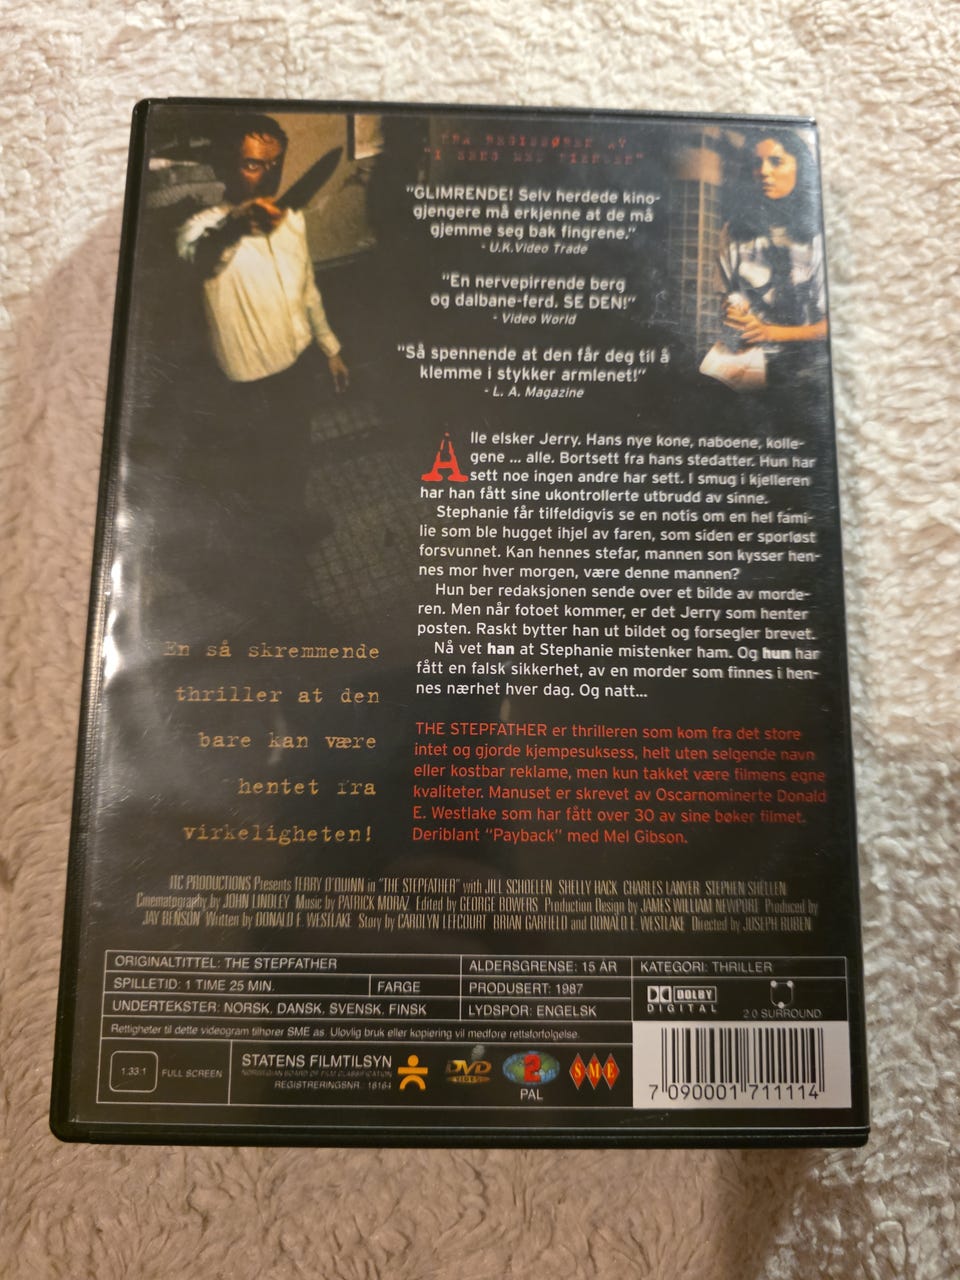 FRA REGISSØREN AV
"I SENG MED FIENDEN"
"GLIMRENDE! Selv herdede kino-
gjengere må erkjenne at de må
gjemme seg bak fingrene."
- U.K.Video Trade
"En nervepirrende berg
og dalbane-ferd. SE DEN!"
- Video World
"Så spennende at den får deg til å
klemme i stykker armlenet!"
- L. A. Magazine
Alle elsker Jerry. Hans nye kone, naboene, kolle-
gene ... alle. Bortsett fra hans stedatter. Hun har
sett noe ingen andre har sett. I smug i kjelleren
har han fått sine ukontrollerte utbrudd av sinne.
Stephanie får tilfeldigvis se en notis om en hel fami-
lie som ble hugget ihjel av faren, som siden er sporløst
forsvunnet. Kan hennes stefar, mannen son kysser hen-
nes mor hver morgen, være denne mannen?
Hun ber redaksjonen sende over et bilde av morde-
ren. Men når fotoet kommer, er det Jerry som henter
posten. Raskt bytter han ut bildet og forsegler brevet.
Nå vet han at Stephanie mistenker ham. Og hun har
fått en falsk sikkerhet, av en morder som finnes i hen-
nes nærhet hver dag. Og natt...
En så skremmende
thriller at den
bare kan være
hentet fra
virkeligheten!
THE STEPFATHER er thrilleren som kom fra det store
intet og gjorde kjempesuksess, helt uten selgende navn
eller kostbar reklame, men kun takket være filmens egne
kvaliteter. Manuset er skrevet av Oscarnominerte Donald
E. Westlake som har fått over 30 av sine bøker filmet.
Deriblant "Payback" med Mel Gibson.
ITC PRODUCTIONS Presents TERRY O'QUINN in "THE STEPFATHER" with JILL SCHOELEN SHELLY HACK CHARLES LANYER STEPHEN SHELLEN
Cinematography by JOHN LINDLEY Music by PATRICK MORAZ Edited by GEORGE BOWERS Production Design by JAMES WILLIAM NEWPORT Produced by
JAY BENSON Written by DONALD E. WESTLAKE Story by CAROLYN LEFCOURT BRIAN GARFIELD and DONALD E. WESTLAKE Directed by JOSEPH RUBEN
ORIGINALTITTEL: THE STEPFATHER
ALDERSGRENSE: 15 ÅR
KATEGORI: THRILLER
SPILLETID: 1 TIME 25 MIN.
FARGE
PRODUSERT: 1987
UNDERTEKSTER: NORSK, DANSK, SVENSK, FINSK
LYDSPOR: ENGELSK
DOLBY
DIGITAL
2.0 SURROUND
Rettigheter til dette videogram tilhører SME as. Ulovlig bruk eller kopiering vil medføre rettsforfølgelse.
1.33:1
FULL SCREEN
STATENS FILMTILSYN
NORWEGIAN BOARD OF FILM CLASSIFICATION
REGISTRERINGSNR. 18164
DVD
VIDEO
2
PAL
SME
7 090001 711114